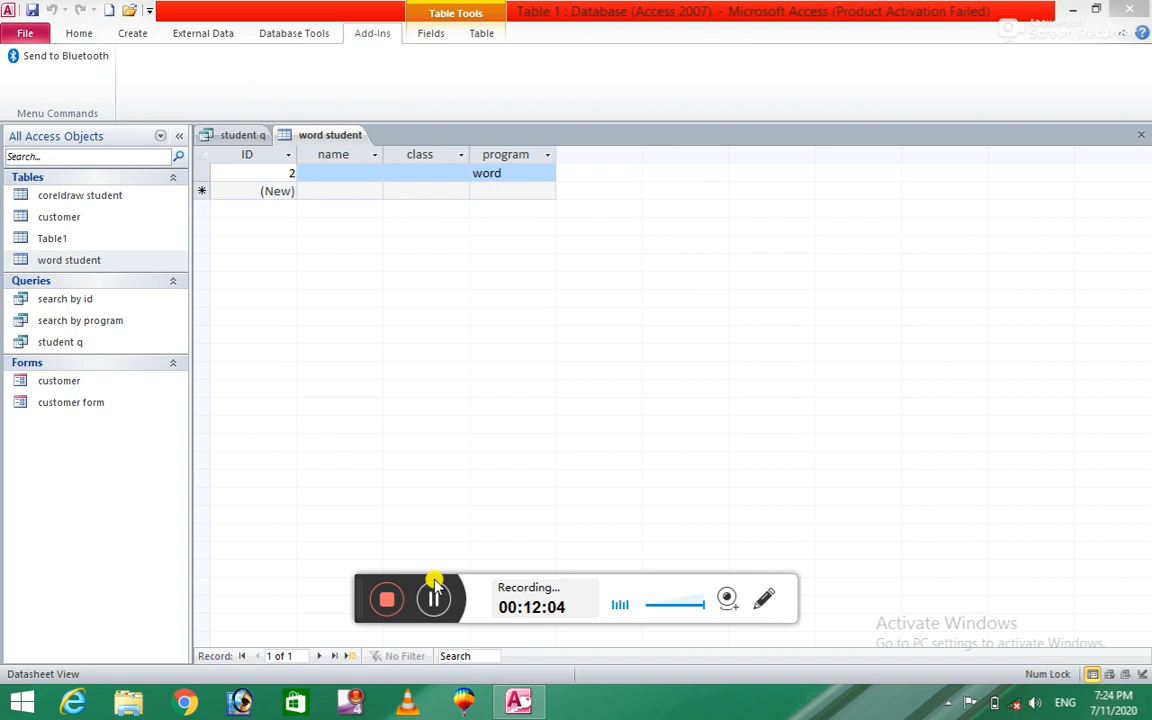 Table Tools
Table 1 : Database (Access 2007) - Microsoft Access (Product Activation Failed)
File Home Create External Data Database Tools Add-Ins Fields Table
Send to Bluetooth
Menu Commands
All Access Objects
student q
word student
Search...
ID name class program
2 word
(New)
Tables
coreldraw student
customer
Table1
word student
Queries
search by id
search by program
student q
Forms
customer
customer form
Recording...
00:12:04
Activate Windows
Go to PC settings to activate Windows.
Record: 1 of 1 No Filter Search
Datasheet View
Num Lock
ENG
7:24 PM
7/11/2020